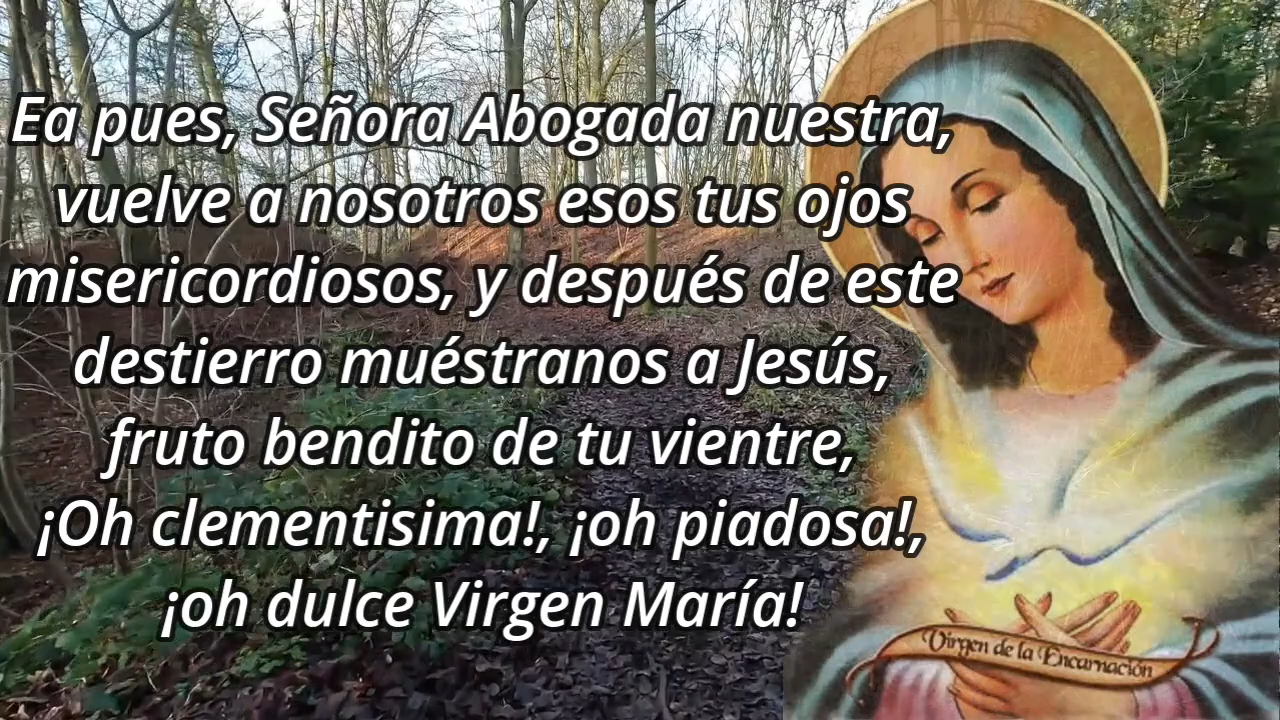 Ea pues, Señora Abogada nuestra,
vuelve a nosotros esos tus ojos
misericordiosos, y después de este
destierro muéstranos a Jesús,
fruto bendito de tu vientre,
¡Oh clementisima!, ¡oh piadosa!,
¡oh dulce Virgen María!
Virgen de la Encarnación